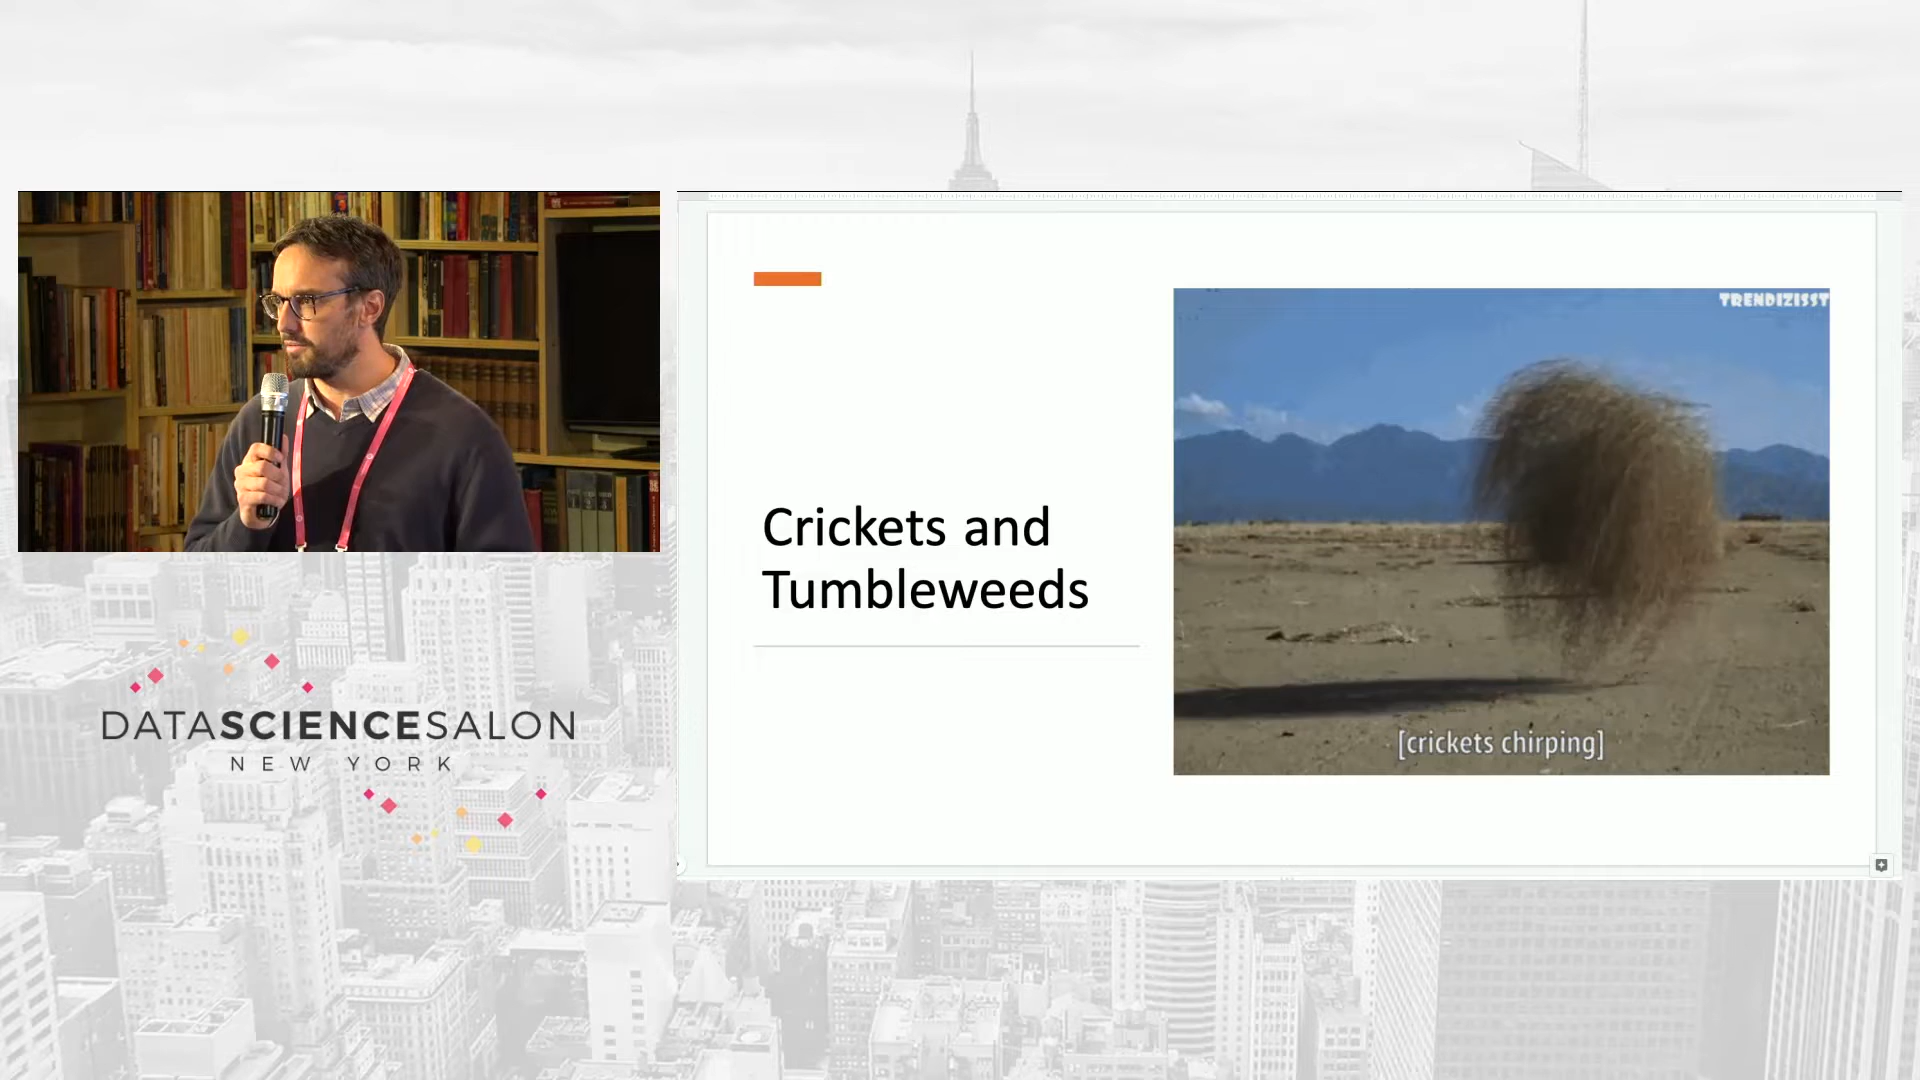 TRENDIZISST
Crickets and
Tumbleweeds
[crickets chirping]
DATASCIENCESALON
NEW YORK